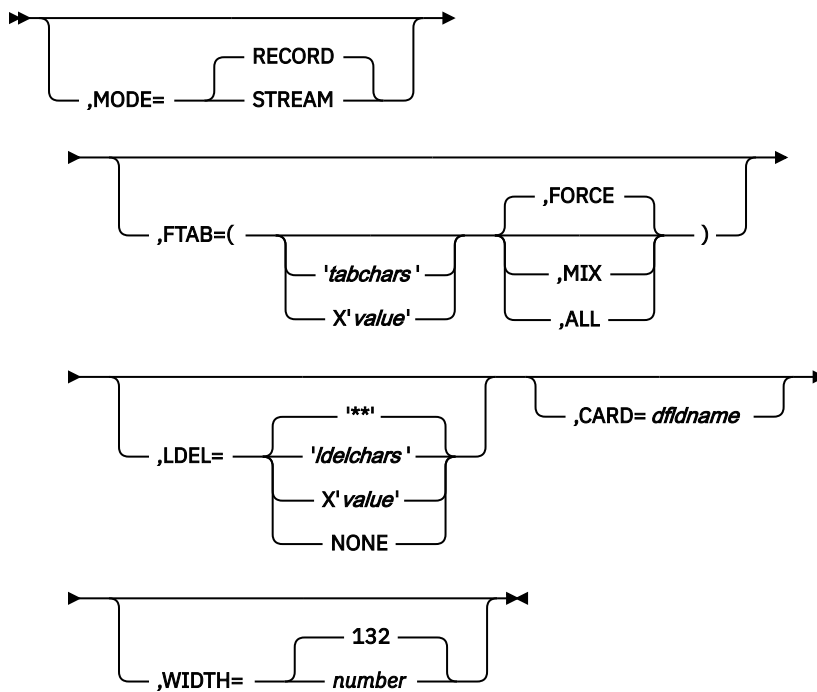 RECORD
,MODE= STREAM
,FORCE
,FTAB=( )
'tabchars' ,MIX
X'value' ,ALL
'**'
,CARD= dfldname
,LDEL= 'ldelchars'
X'value'
NONE
132
,WIDTH= number